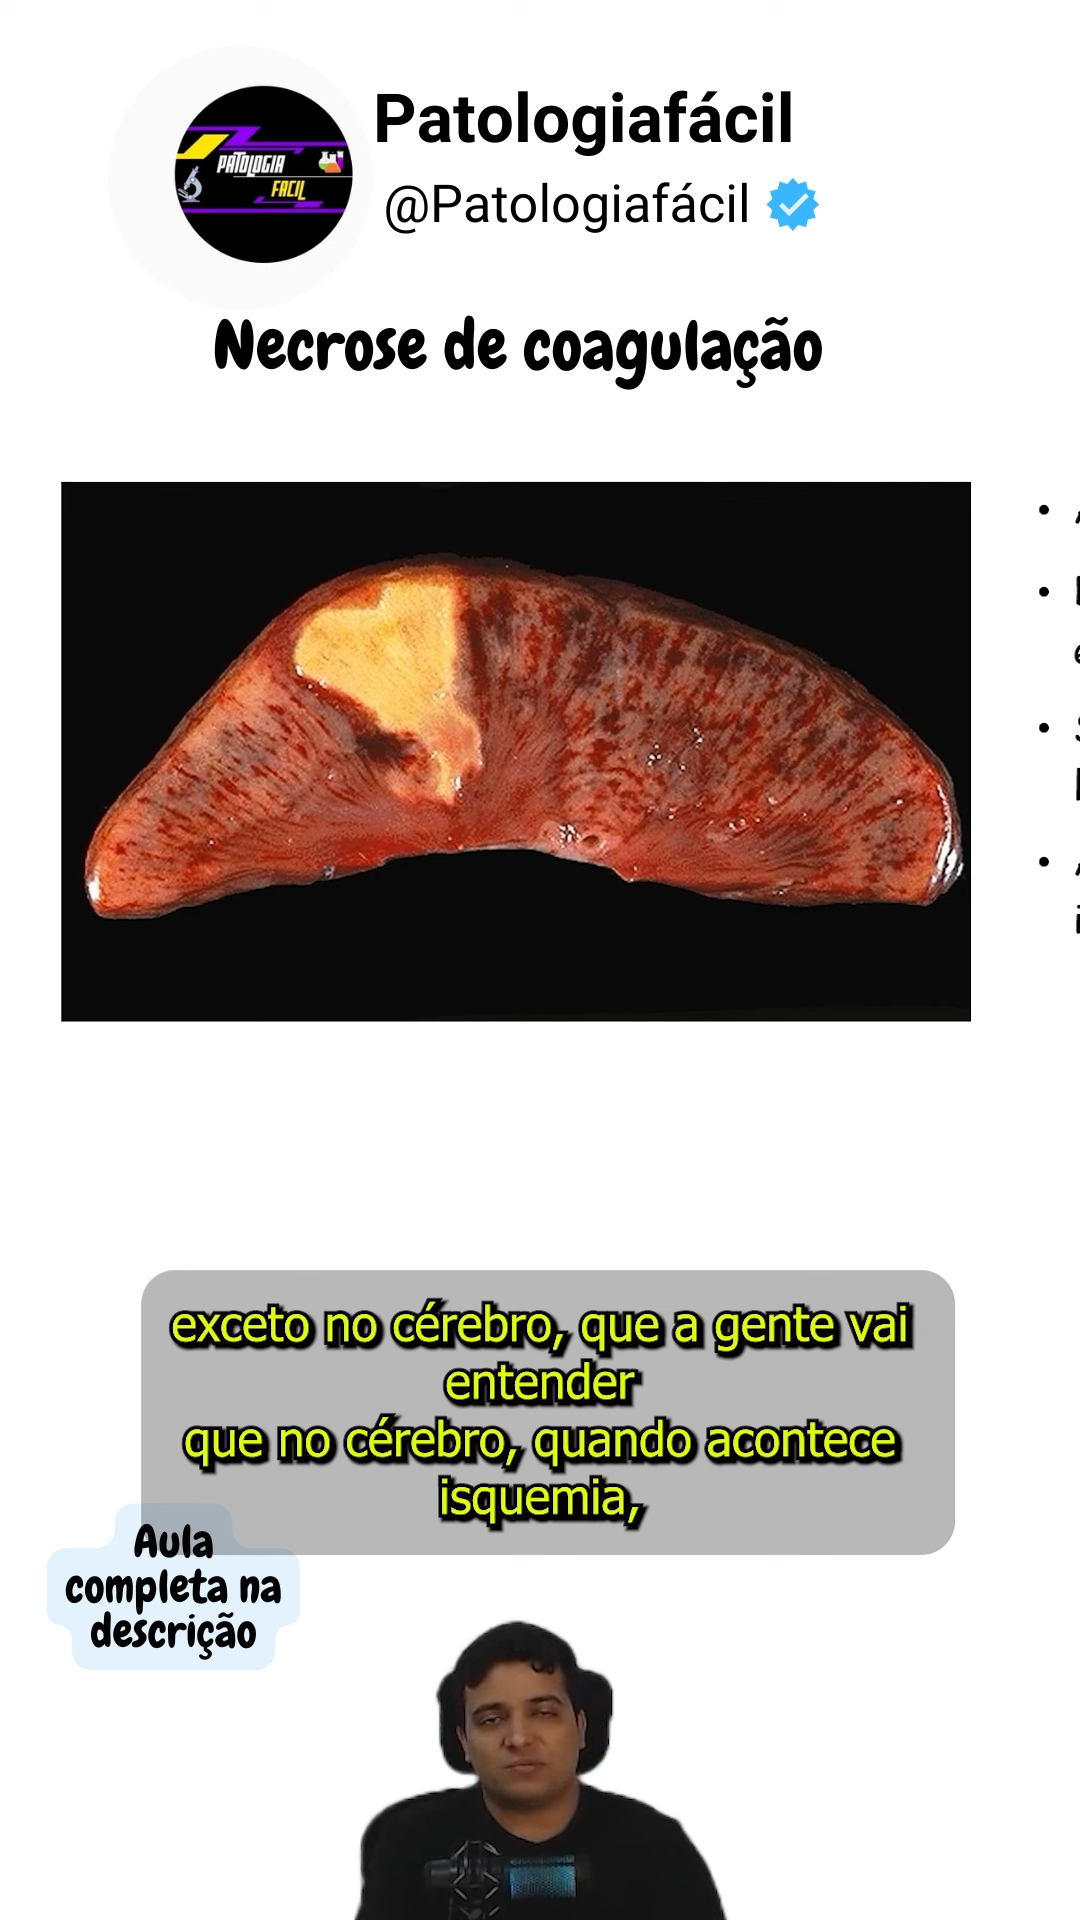 Patologiafácil
PATOLOGIA
FACIL
@Patologiafácil
Necrose de coagulação
exceto no cérebro, que a gente vai
entender
que no cérebro, quando acontece
isquemia,
Aula
completa na
descrição